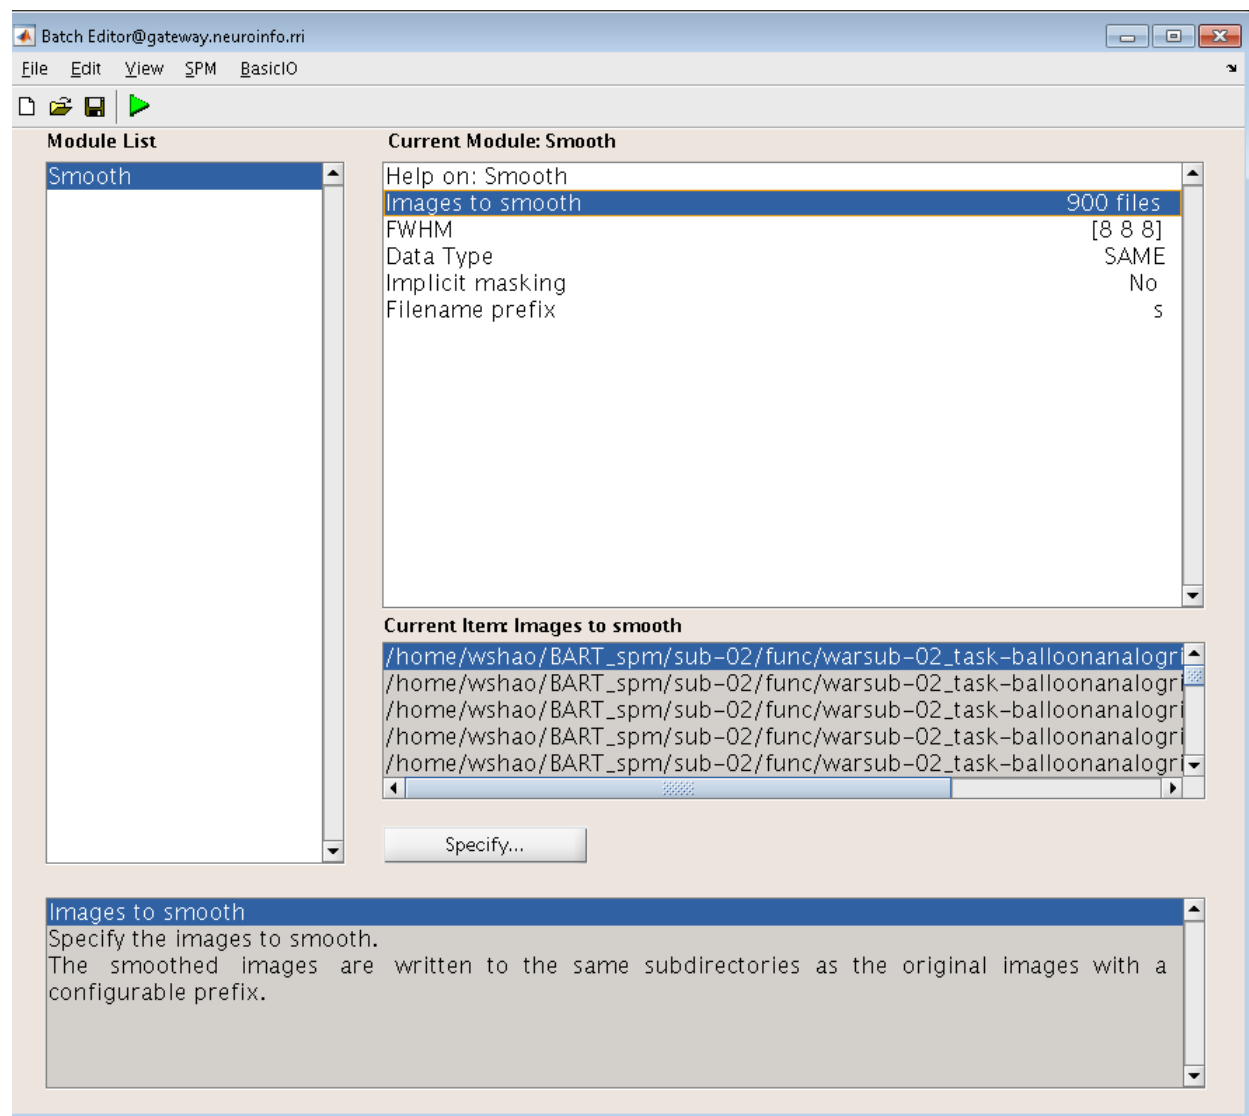 Batch Editor@gateway.neuroinfo.rri
File Edit View SPM BasicIO
Module List
Current Module: Smooth
Smooth
Help on: Smooth
Images to smooth 900 files
FWHM [8 8 8]
Data Type SAME
Implicit masking No
Filename prefix s
Current Item: Images to smooth
/home/wshao/BART_spm/sub-02/func/warsub-02_task-balloonanalogri
/home/wshao/BART_spm/sub-02/func/warsub-02_task-balloonanalogri
/home/wshao/BART_spm/sub-02/func/warsub-02_task-balloonanalogri
/home/wshao/BART_spm/sub-02/func/warsub-02_task-balloonanalogri
/home/wshao/BART_spm/sub-02/func/warsub-02_task-balloonanalogri
Specify...
Images to smooth
Specify the images to smooth.
The smoothed images are written to the same subdirectories as the original images with a
configurable prefix.